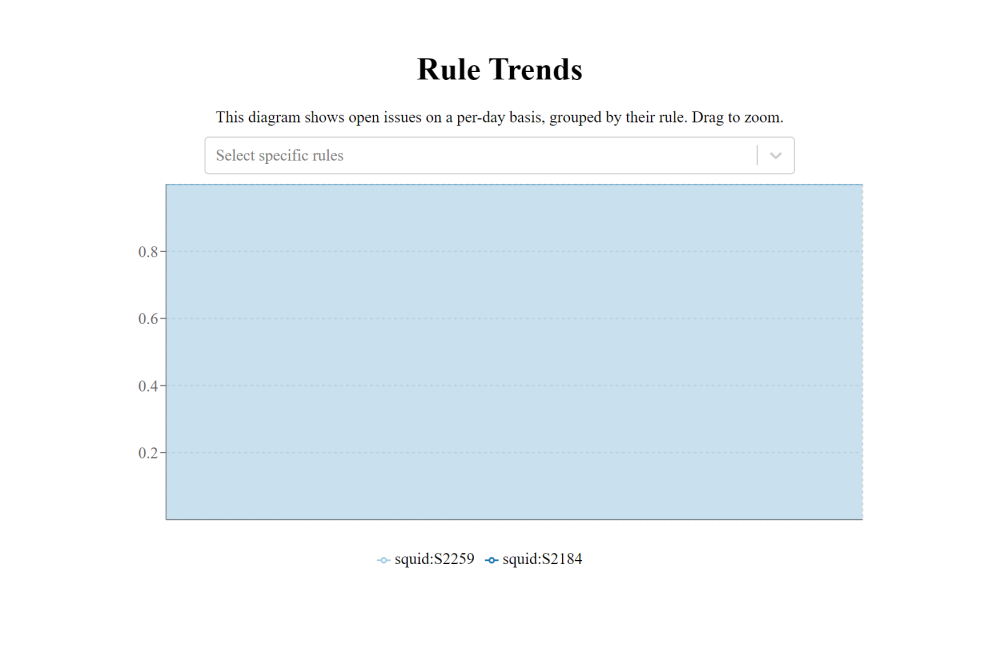 Rule Trends
This diagram shows open issues on a per-day basis, grouped by their rule. Drag to zoom.
Select specific rules
0.8
0.6
0.4
0.2
squid:S2259 squid:S2184